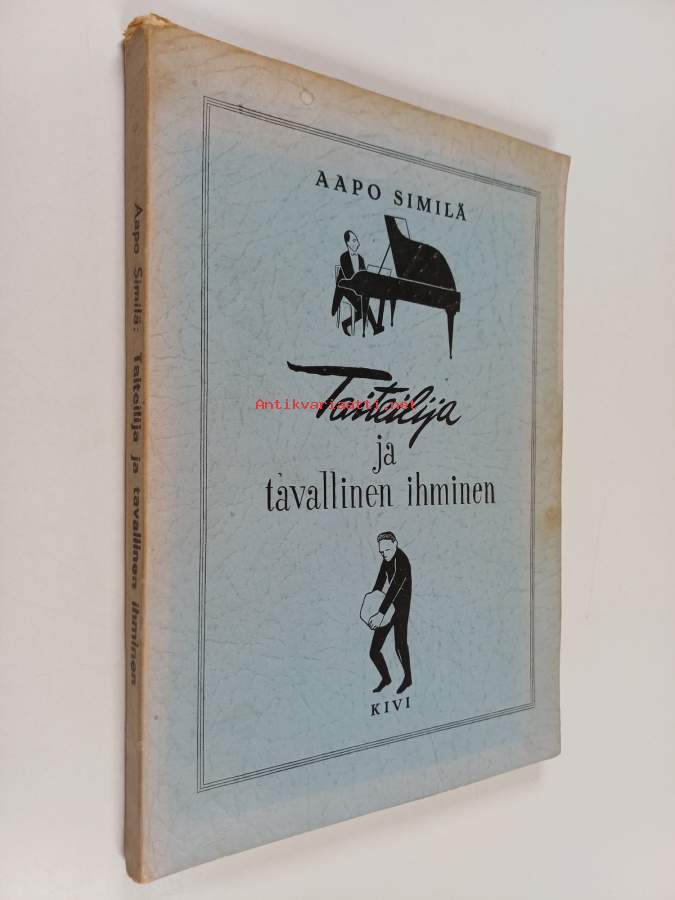 AAPO SIMILÄ
Taiteilija
Antikvariaatti.net
ja
tavallinen ihminen
KIVI
Aapo Similä: Taiteilija ja tavallinen ihminen